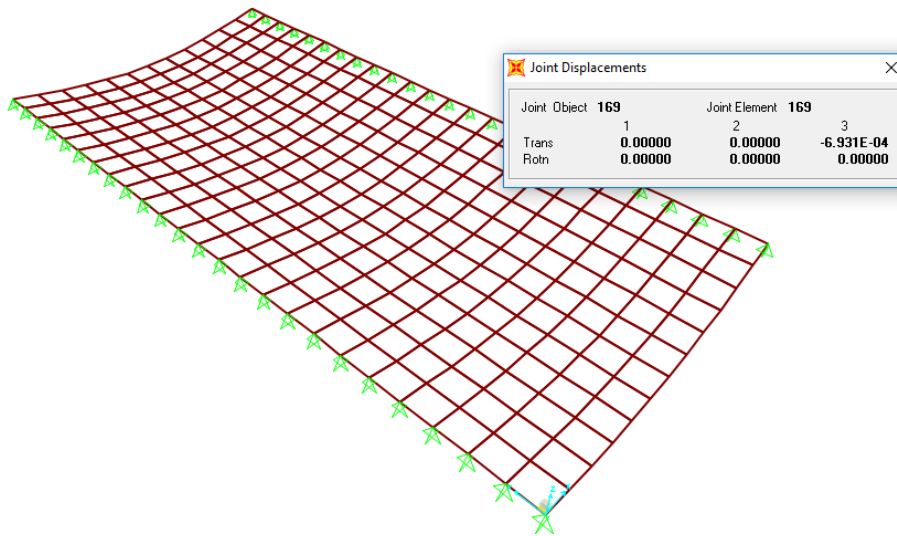 Joint Displacements
Joint Object 169 Joint Element 169
1 2 3
Trans 0.00000 0.00000 -6.931E-04
Rotn 0.00000 0.00000 0.00000
z